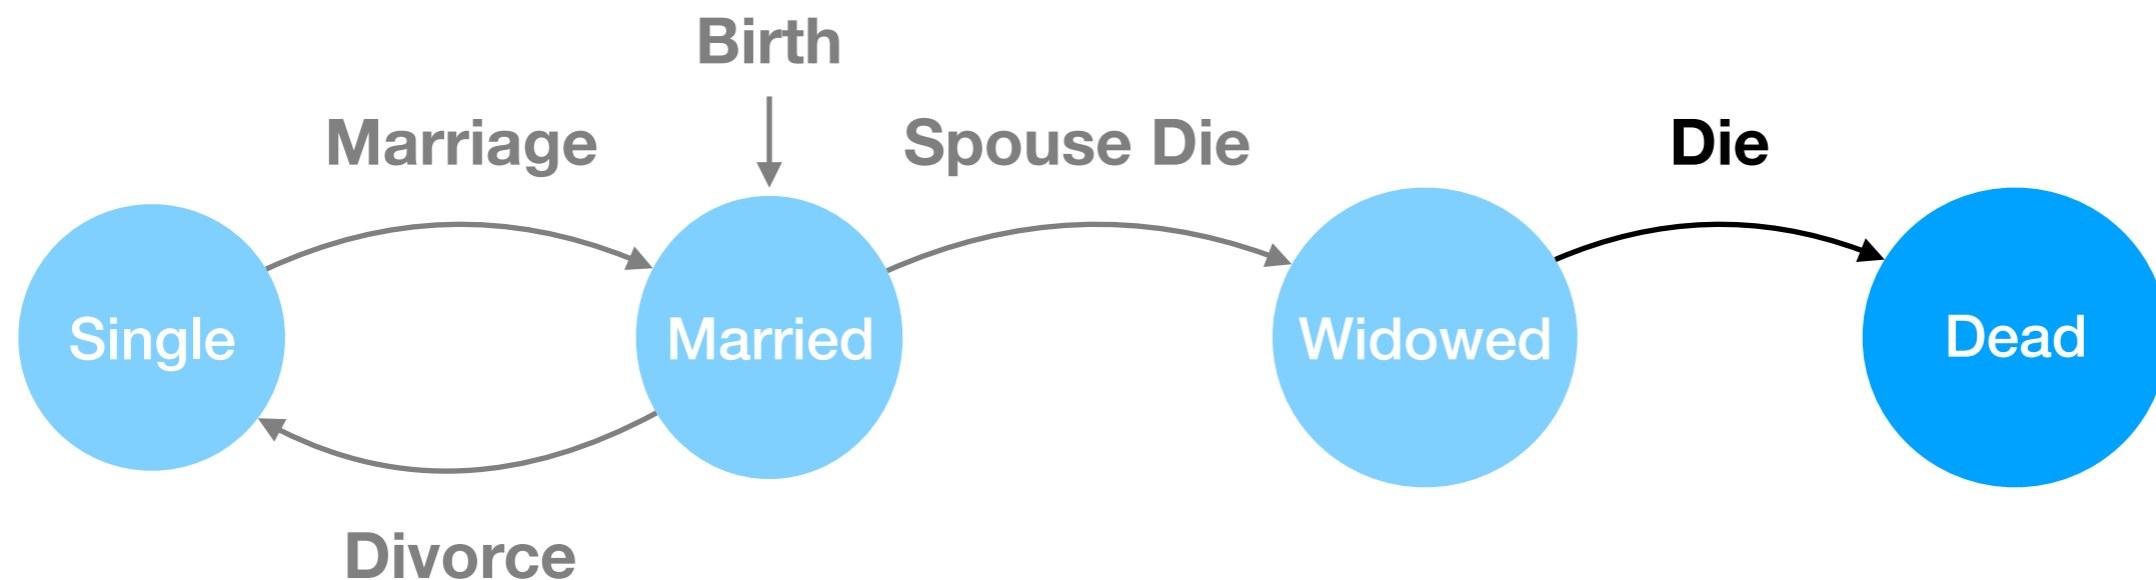 Birth
Marriage
Spouse Die
Die
Single
Married
Widowed
Dead
Divorce